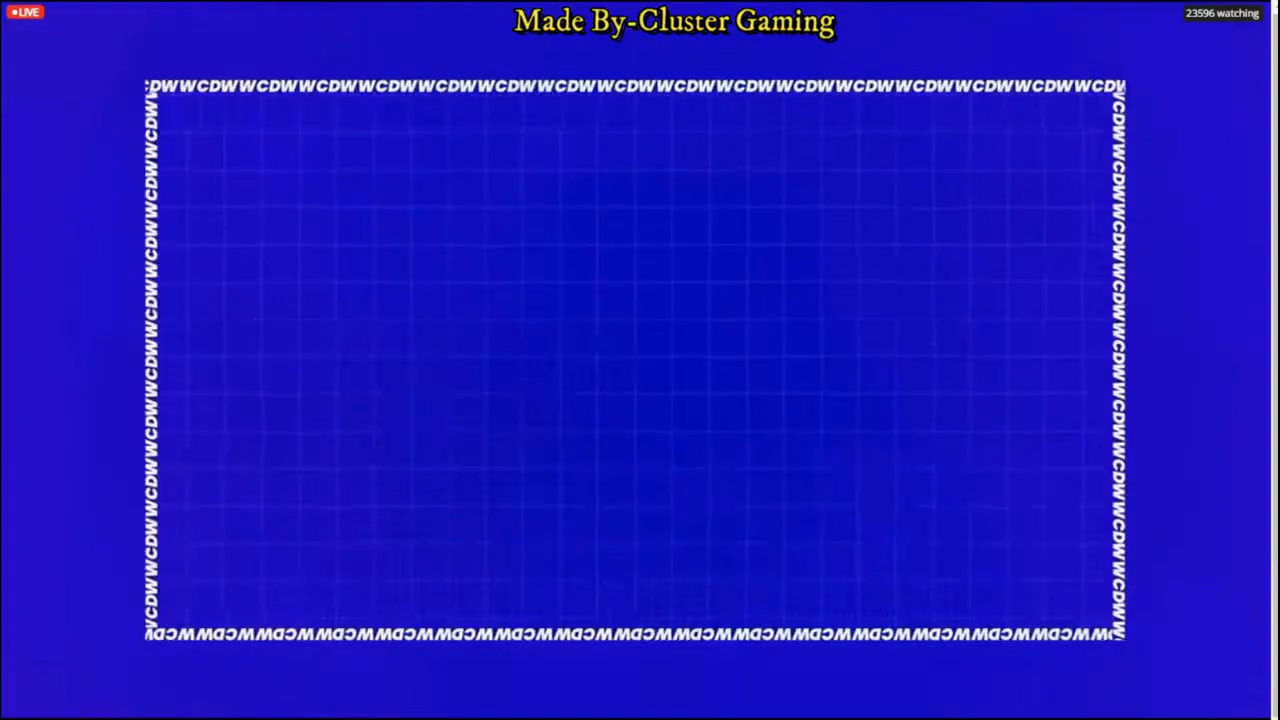 LIVE
Made By-Cluster Gaming
23596 watching
DWWCDWWCDWWCDWWCDWWCDWWCDWWCDWWCDWWCDWWCDWWCDWWCDWWCDWWCDWWCDWWCD